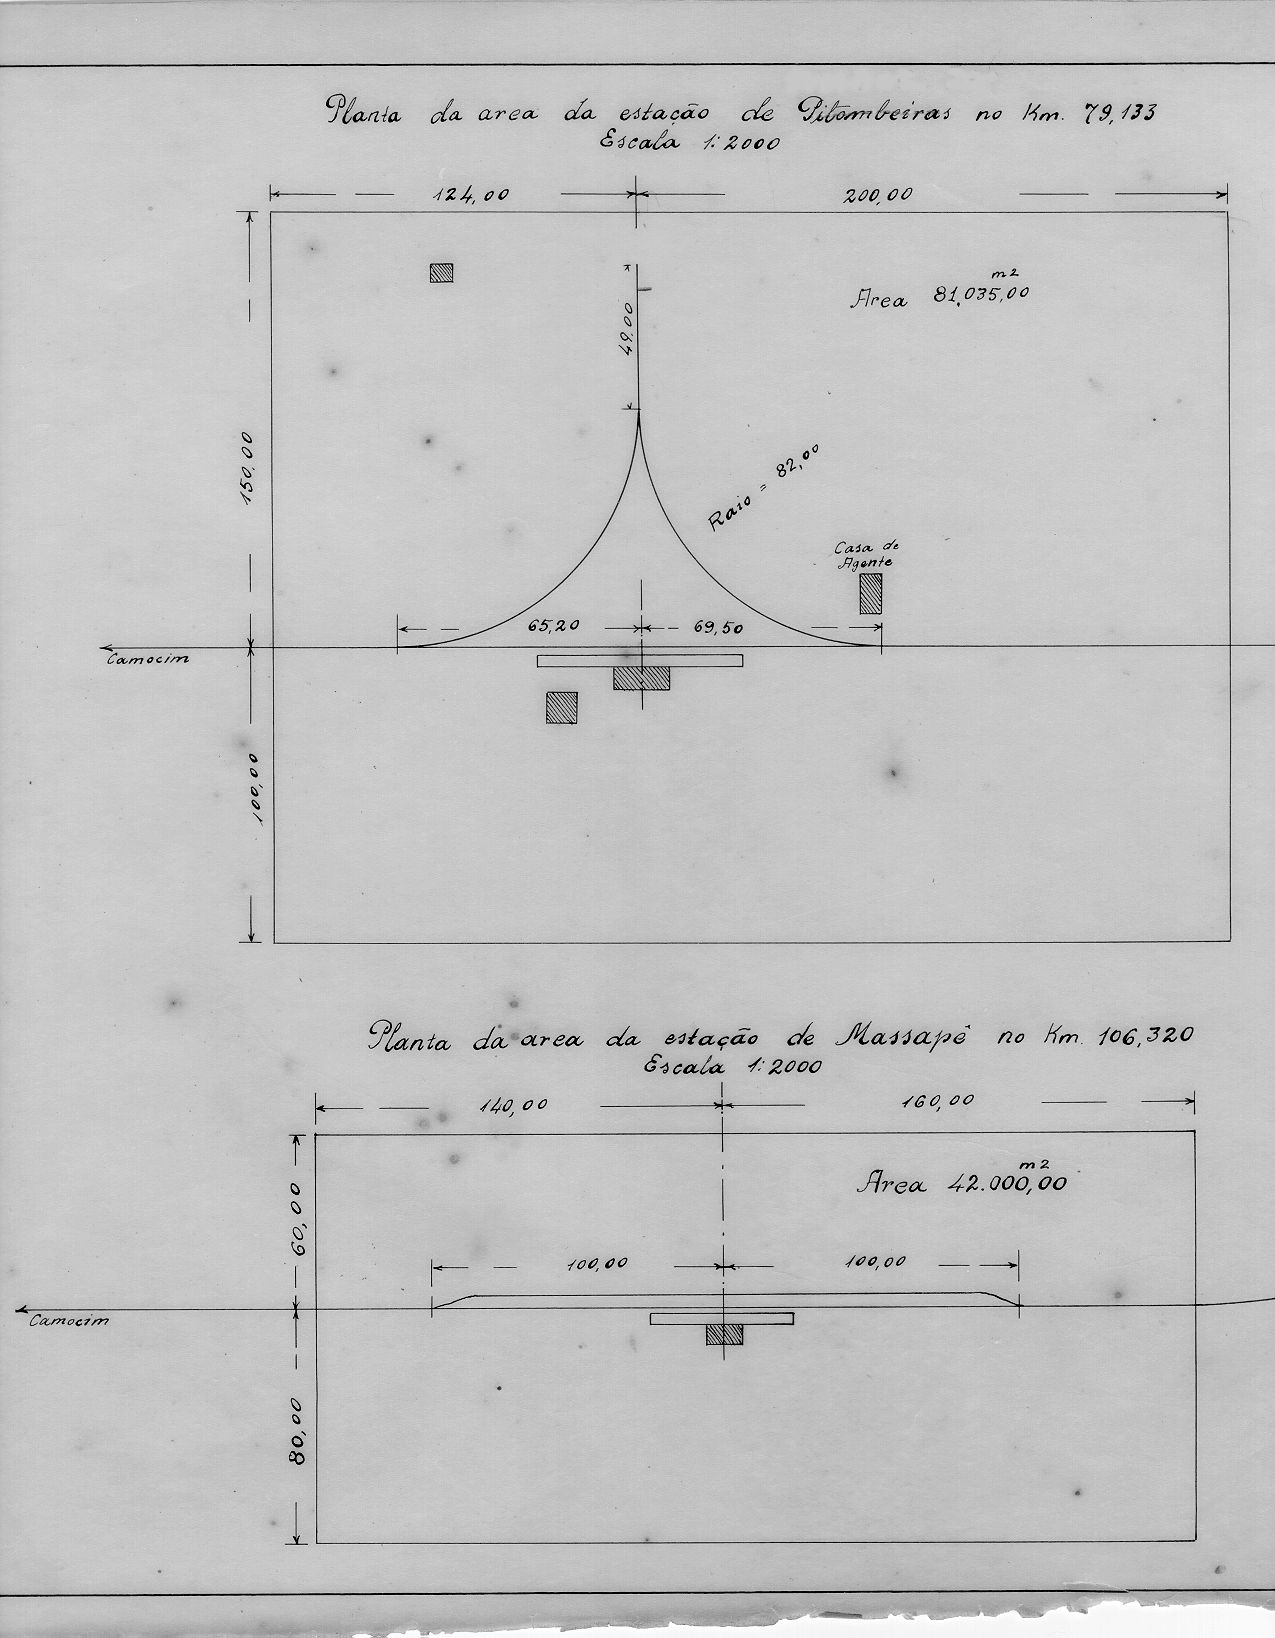 Planta da area da estação de Pitombeiras no Km. 79,133
Escala 1:2000
124,00 200,00
m2
Area 81.035,00
49,00
150,00
Raio = 82,00
Casa de
Agente
65,20 69,50
Camocim
100,00
Planta da area da estação de Massapê no Km. 106,320
Escala 1:2000
140,00 160,00
m2
Area 42.000,00
60,00
100,00 100,00
Camocim
80,00